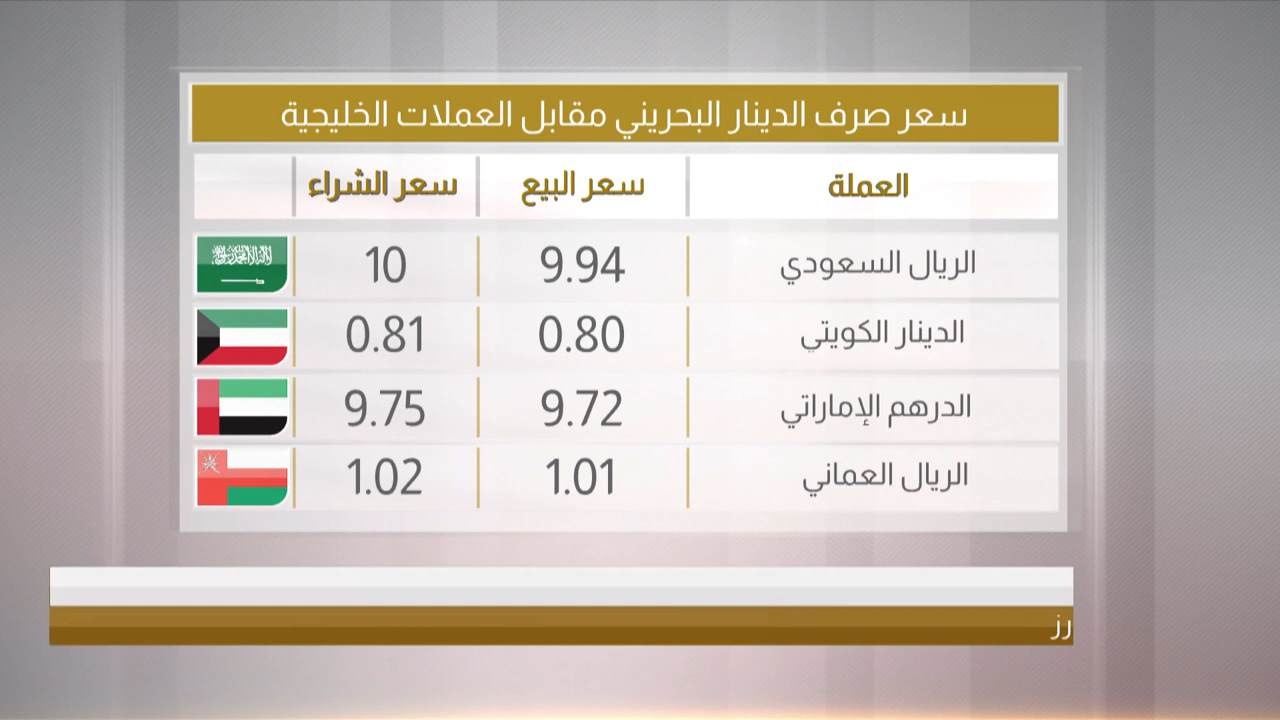 سعر صرف الدينار البحريني مقابل العملات الخليجية
العملة سعر البيع سعر الشراء
الريال السعودي 9.94 10
الدينار الكويتي 0.80 0.81
الدرهم الإماراتي 9.72 9.75
الريال العماني 1.01 1.02
رز